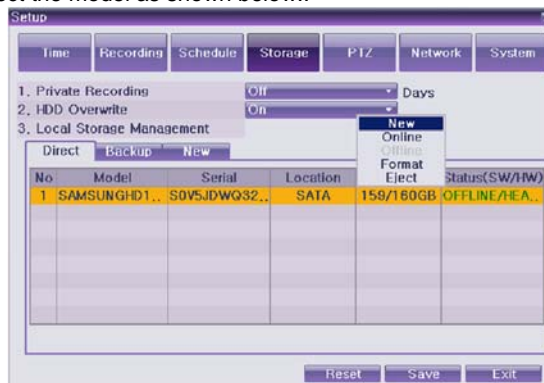 ect the model as shown below.
Setup
Time Recording Schedule Storage PTZ Network System
1. Private Recording Off Days
2. HDD Overwrite On
3. Local Storage Management
New
Online
Offline
Format
Eject
Direct Backup New
No Model Serial Location Status(SW/HW)
1 SAMSUNGHD1.. S0V5JDWQ32.. SATA 159/160GB OFFLINE/HEA..
Reset Save Exit